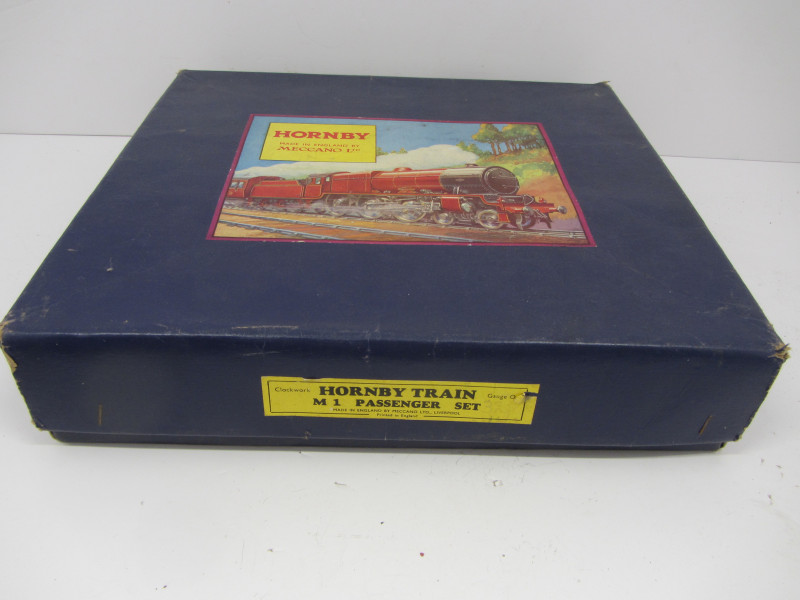 HORNBY
MADE IN ENGLAND BY
MECCANO LTD
Clockwork HORNBY TRAIN Gauge O
M 1 PASSENGER SET
MADE IN ENGLAND BY MECCANO LTD., LIVERPOOL
Printed in England